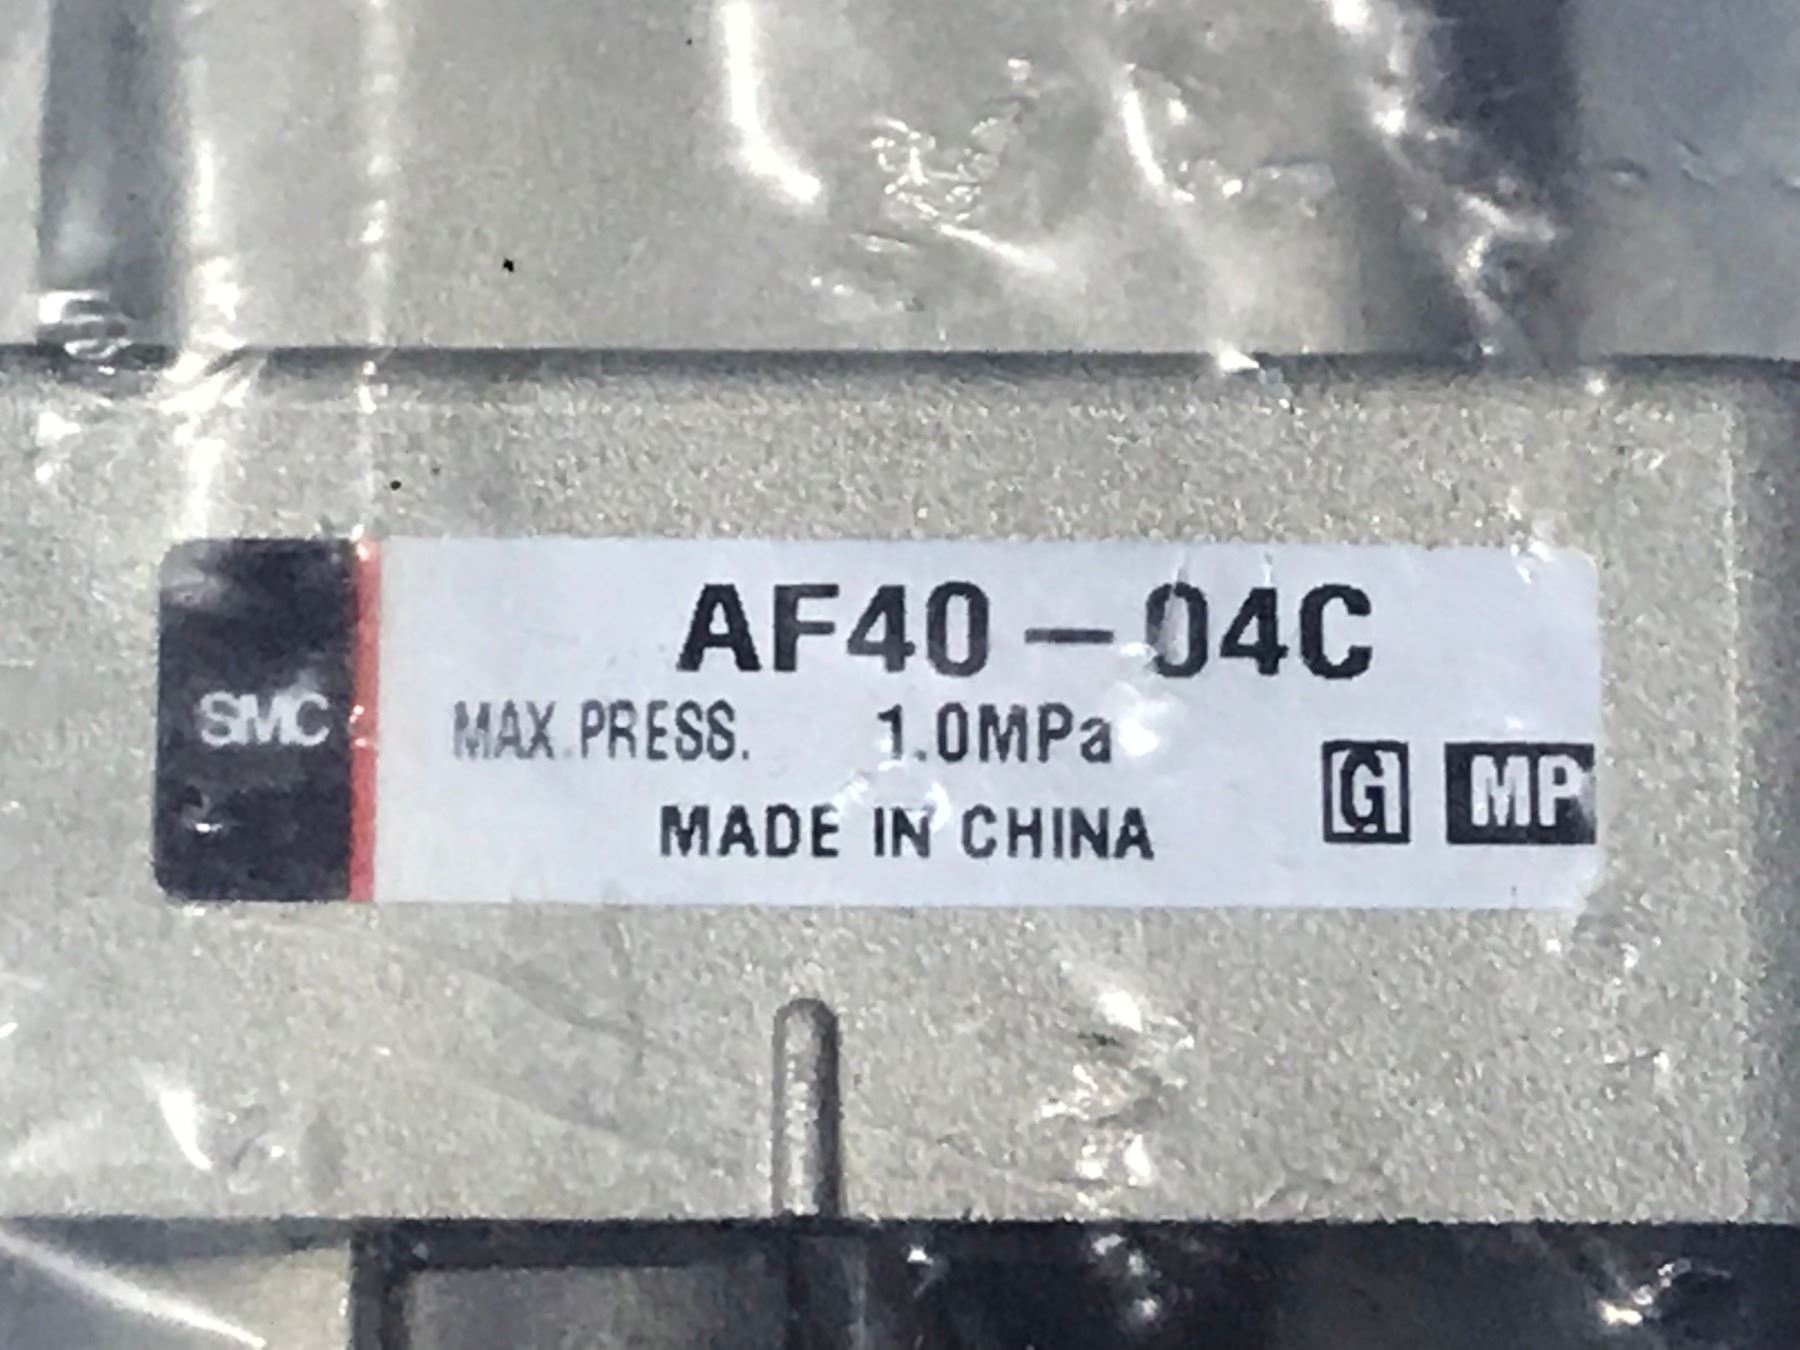 AF40-04C
SMC
MAX.PRESS. 1.0MPa
G MP
MADE IN CHINA